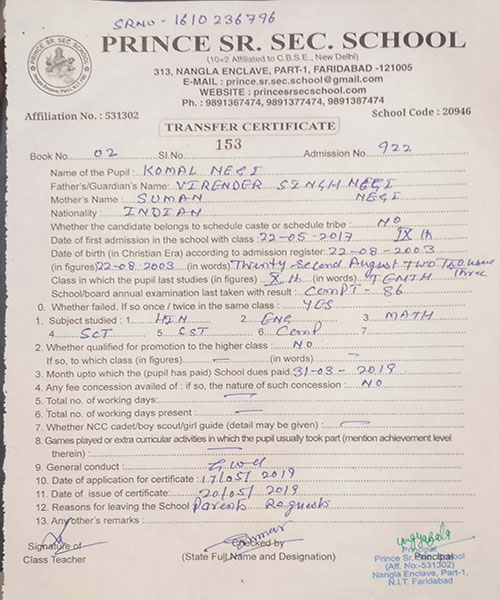 SRNO - 1610236796
PRINCE SR. SEC. SCHOOL
PRINCE SR. SEC. SCHOOL
(10+2 Affiliated to C.B.S.E., New Delhi)
313, NANGLA ENCLAVE, PART-1, FARIDABAD -121005
E-MAIL : prince.sr.sec.school@gmail.com
WEBSITE : princesrsecschool.com
Ph. : 9891367474, 9891377474, 9891387474
Affiliation No. : 531302 School Code : 20946
TRANSFER CERTIFICATE
Book No. 02 Sl.No. 153 Admission No. 922
Name of the Pupil : KOMAL NEGI
Father's/Guardian's Name: VIRENDER SINGH NEGI
Mother's Name : SUMAN NEGI
Nationality : INDIAN
Whether the candidate belongs to schedule caste or schedule tribe : NO
Date of first admission in the school with class : 22-05-2017 IX th
Date of birth (in Christian Era) according to admission register : 22-08-2003
(in figures) 22-08 2003 (in words) Twenty Second August Two Thousand three
Class in which the pupil last studies (in figures) X th (in words) TENTH
School/board annual examination last taken with result : COMPT - 86
0. Whether failed. If so once / twice in the same class : YES
1. Subject studied : 1. HIN 2. ENG 3. MATH
4. SCT 5. SST 6. COMP 7.
2. Whether qualified for promotion to the higher class : NO
If so, to which class (in figures) — (in words) —
3. Month upto which the (pupil has paid) School dues paid 31-03-2019
4. Any fee concession availed of : if so, the nature of such concession : NO
5. Total no. of working days: —
6. Total no. of working days present : —
7. Whether NCC cadet/boy scout/girl guide (detail may be given) : —
8. Games played or extra curricular activities in which the pupil usually took part (mention achievement level
therein) : —
9. General conduct : Good
10. Date of application for certificate : 17/05/2019
11. Date of issue of certificate: 20/05/2019
12. Reasons for leaving the School Parents Requests
13. Any other's remarks :
Signature of Checked by Principal
Class Teacher (State Full Name and Designation)
Principal
Prince Sr. Sec. School
(Aff. No:-531302)
Nangla Enclave, Part-1,
N.I.T. Faridabad